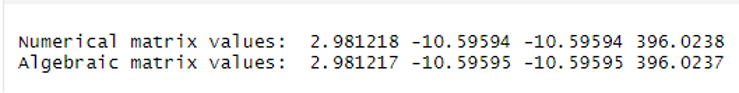 Numerical matrix values:  2.981218 -10.59594 -10.59594 396.0238
Algebraic matrix values:  2.981217 -10.59595 -10.59595 396.0237